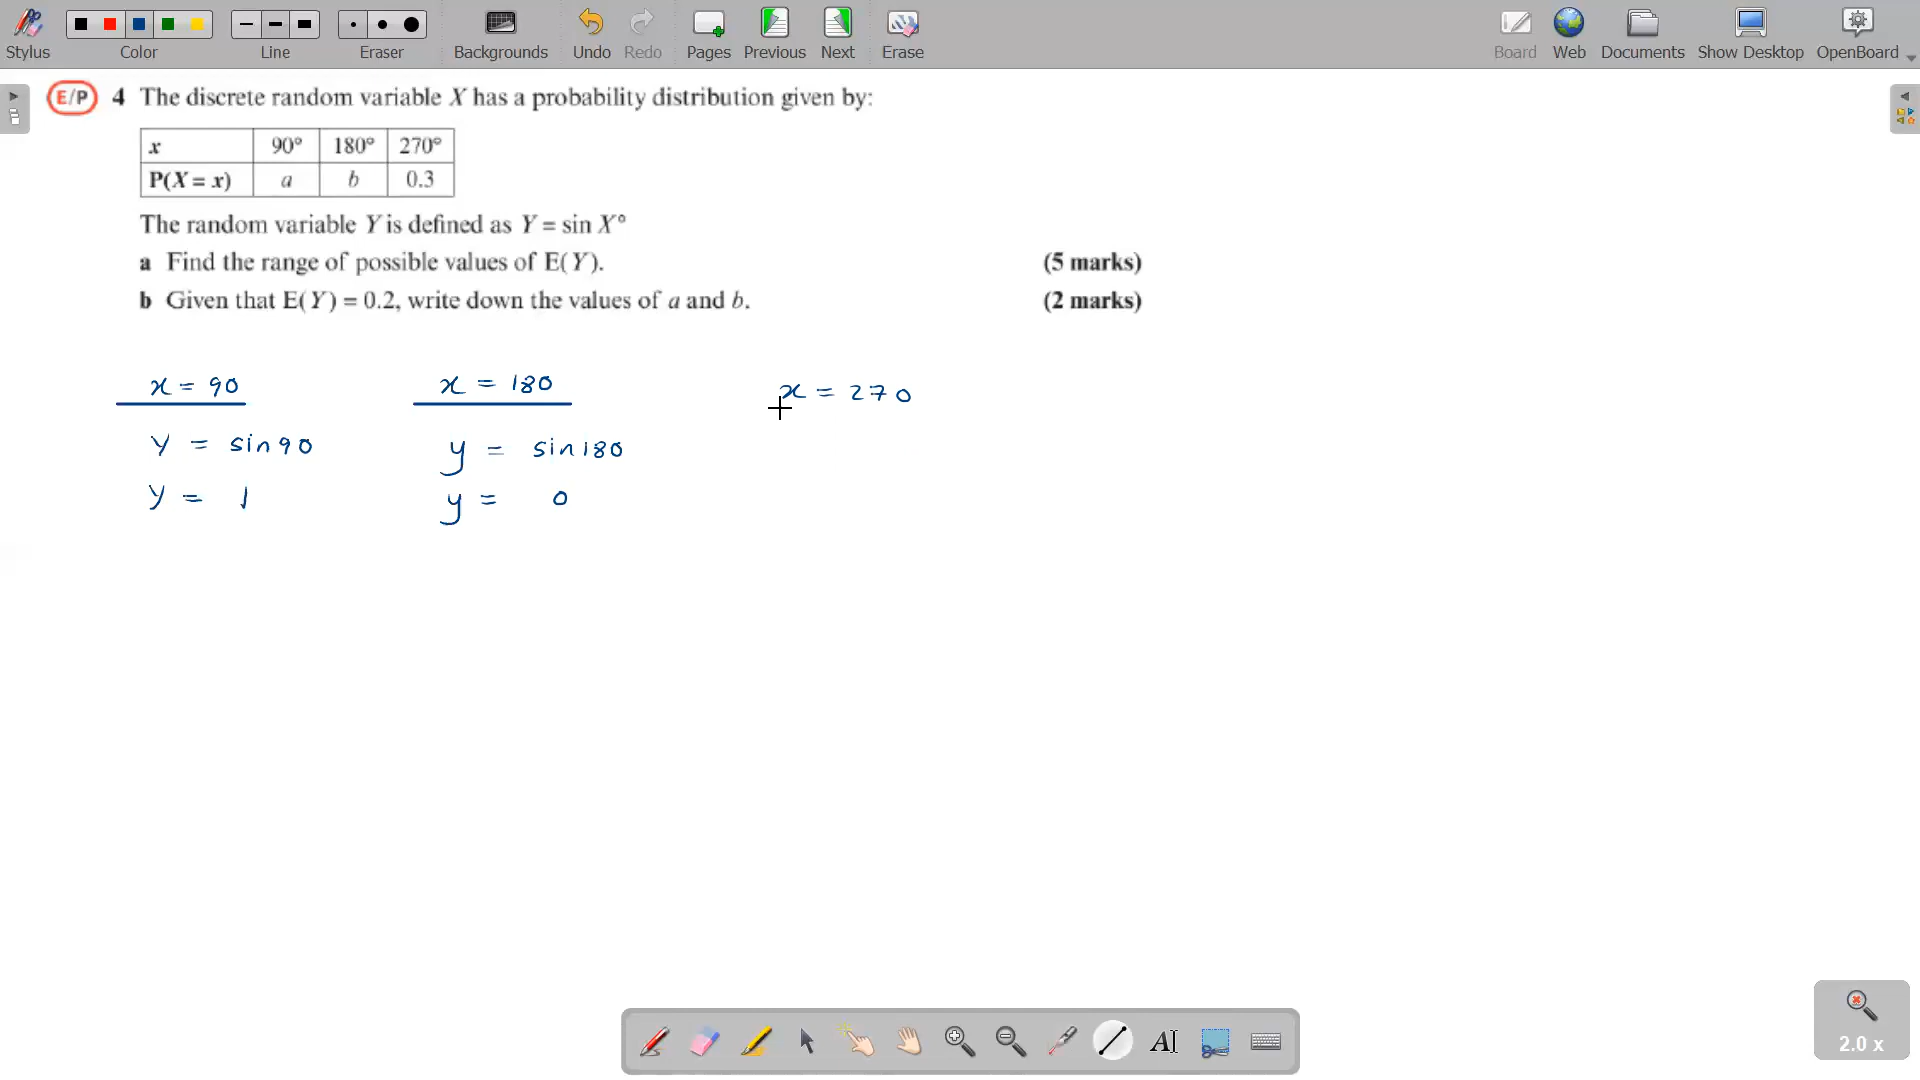 Stylus Color Line Eraser Backgrounds Undo Redo Pages Previous Next Erase Board Web Documents Show Desktop OpenBoard
E/P 4 The discrete random variable X has a probability distribution given by:
x 90° 180° 270°
P(X = x) a b 0.3
The random variable Y is defined as Y = sin X°
a Find the range of possible values of E(Y). (5 marks)
b Given that E(Y) = 0.2, write down the values of a and b. (2 marks)
x = 90 x = 180 x = 270
Y = sin 90 y = sin 180
Y = 1 y = 0
AI
2.0 x